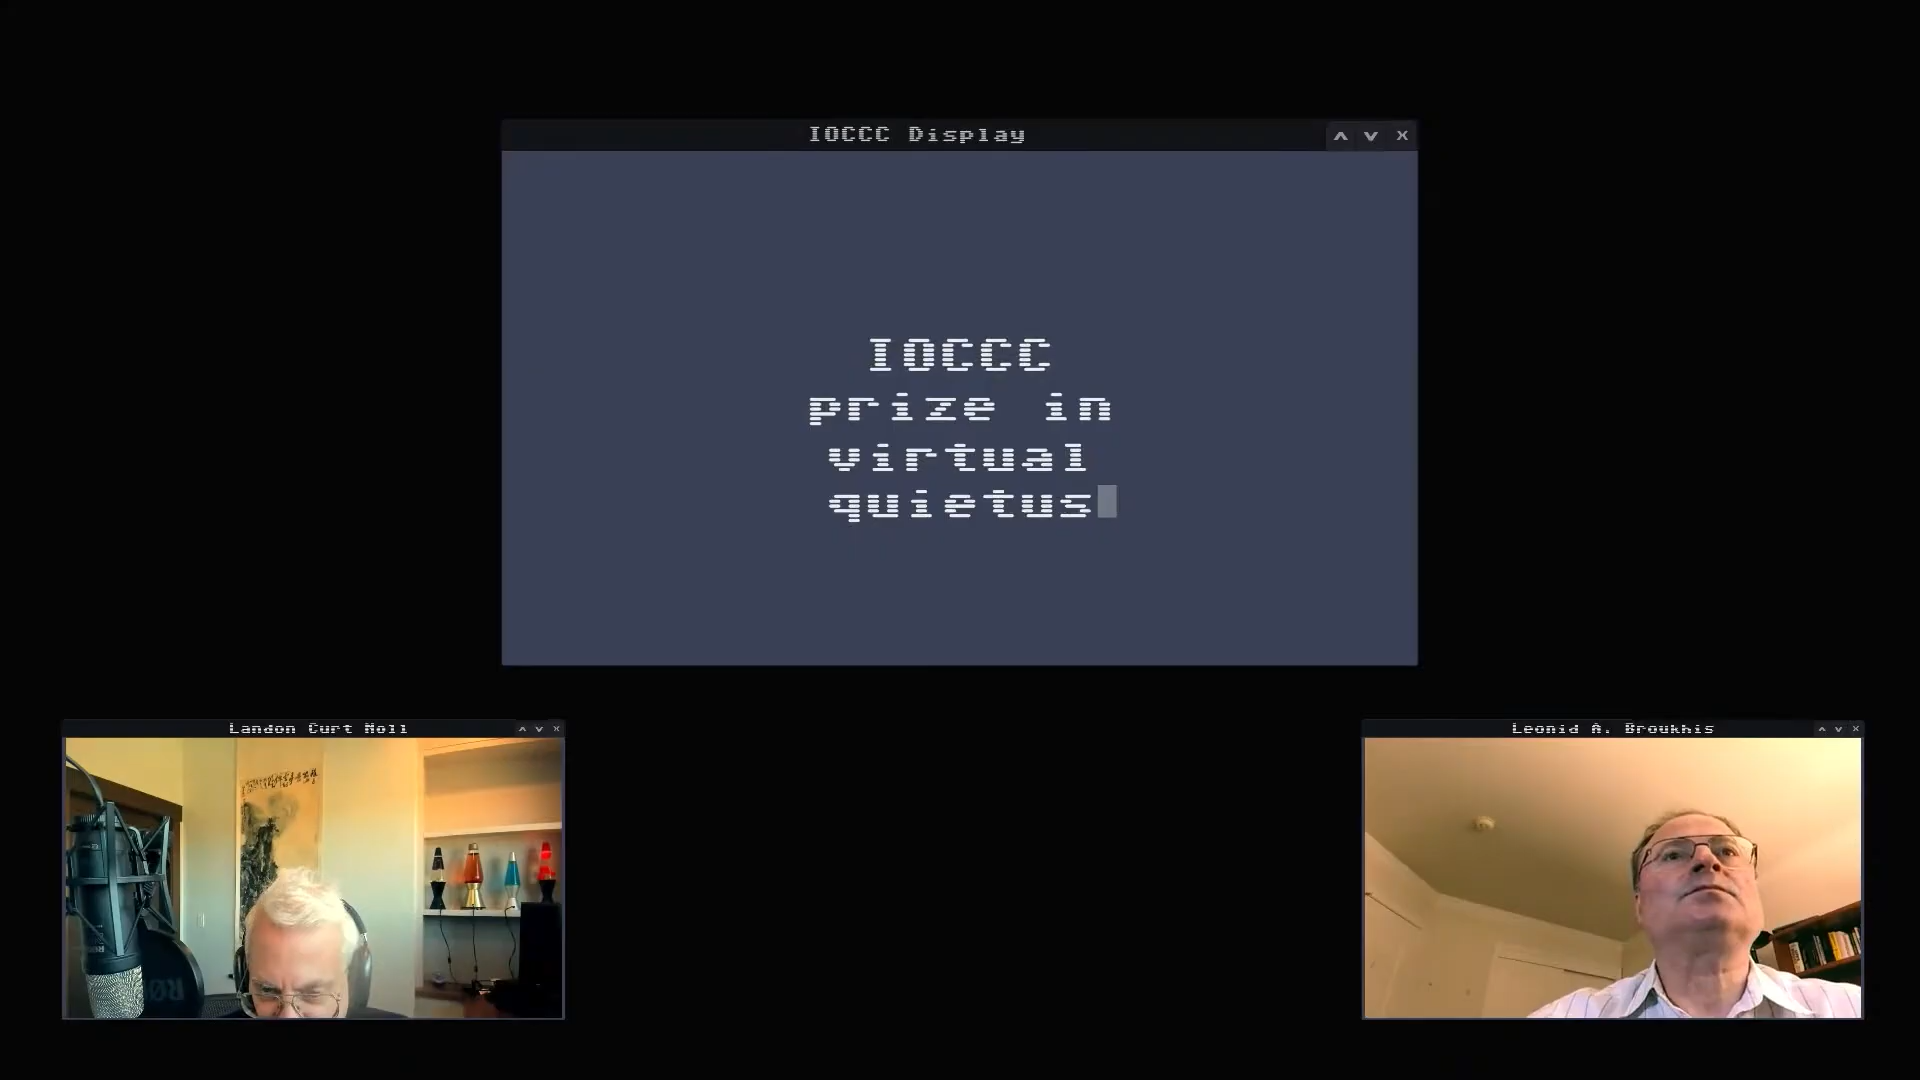 IOCCC Display
IOCCC
prize in
virtual
quietus
Landon Curt Noll
Leonid A. Broukhis